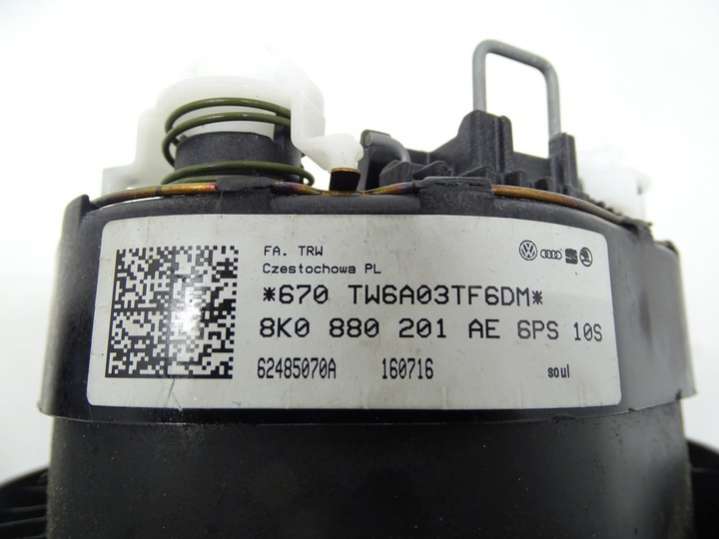 FA. TRW
Czestochowa PL
*670 TW6A03TF6DM*
8K0 880 201 AE 6PS 10S
62485070A 160716 soul